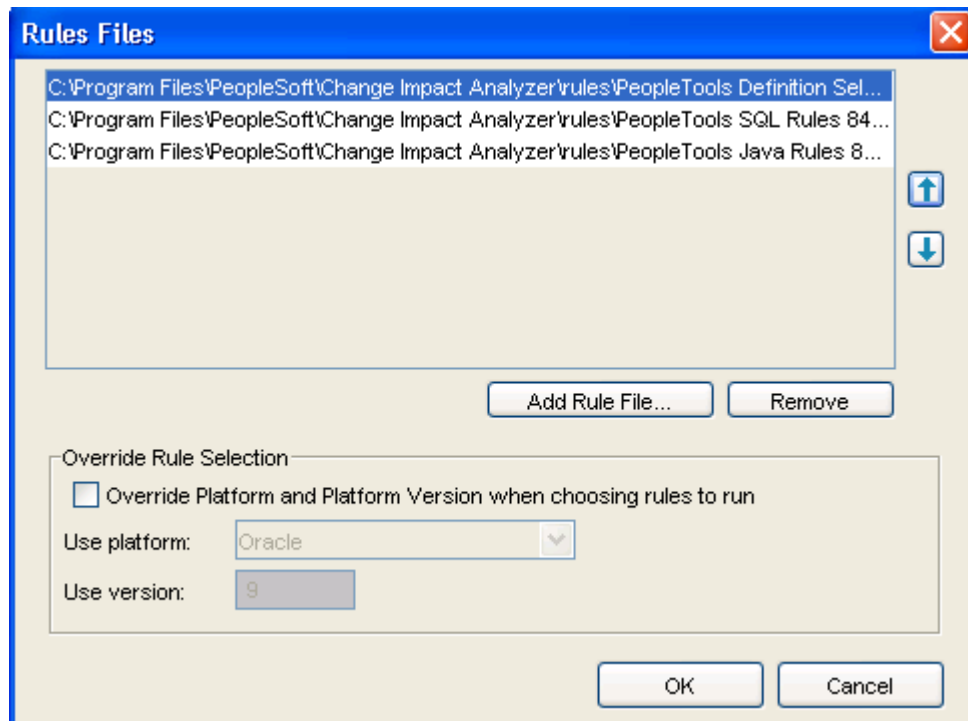 Rules Files
C:\Program Files\PeopleSoft\Change Impact Analyzer\rules\PeopleTools Definition Sel...
C:\Program Files\PeopleSoft\Change Impact Analyzer\rules\PeopleTools SQL Rules 84...
C:\Program Files\PeopleSoft\Change Impact Analyzer\rules\PeopleTools Java Rules 8...
Add Rule File...
Remove
Override Rule Selection
Override Platform and Platform Version when choosing rules to run
Use platform:
Oracle
Use version:
9
OK
Cancel